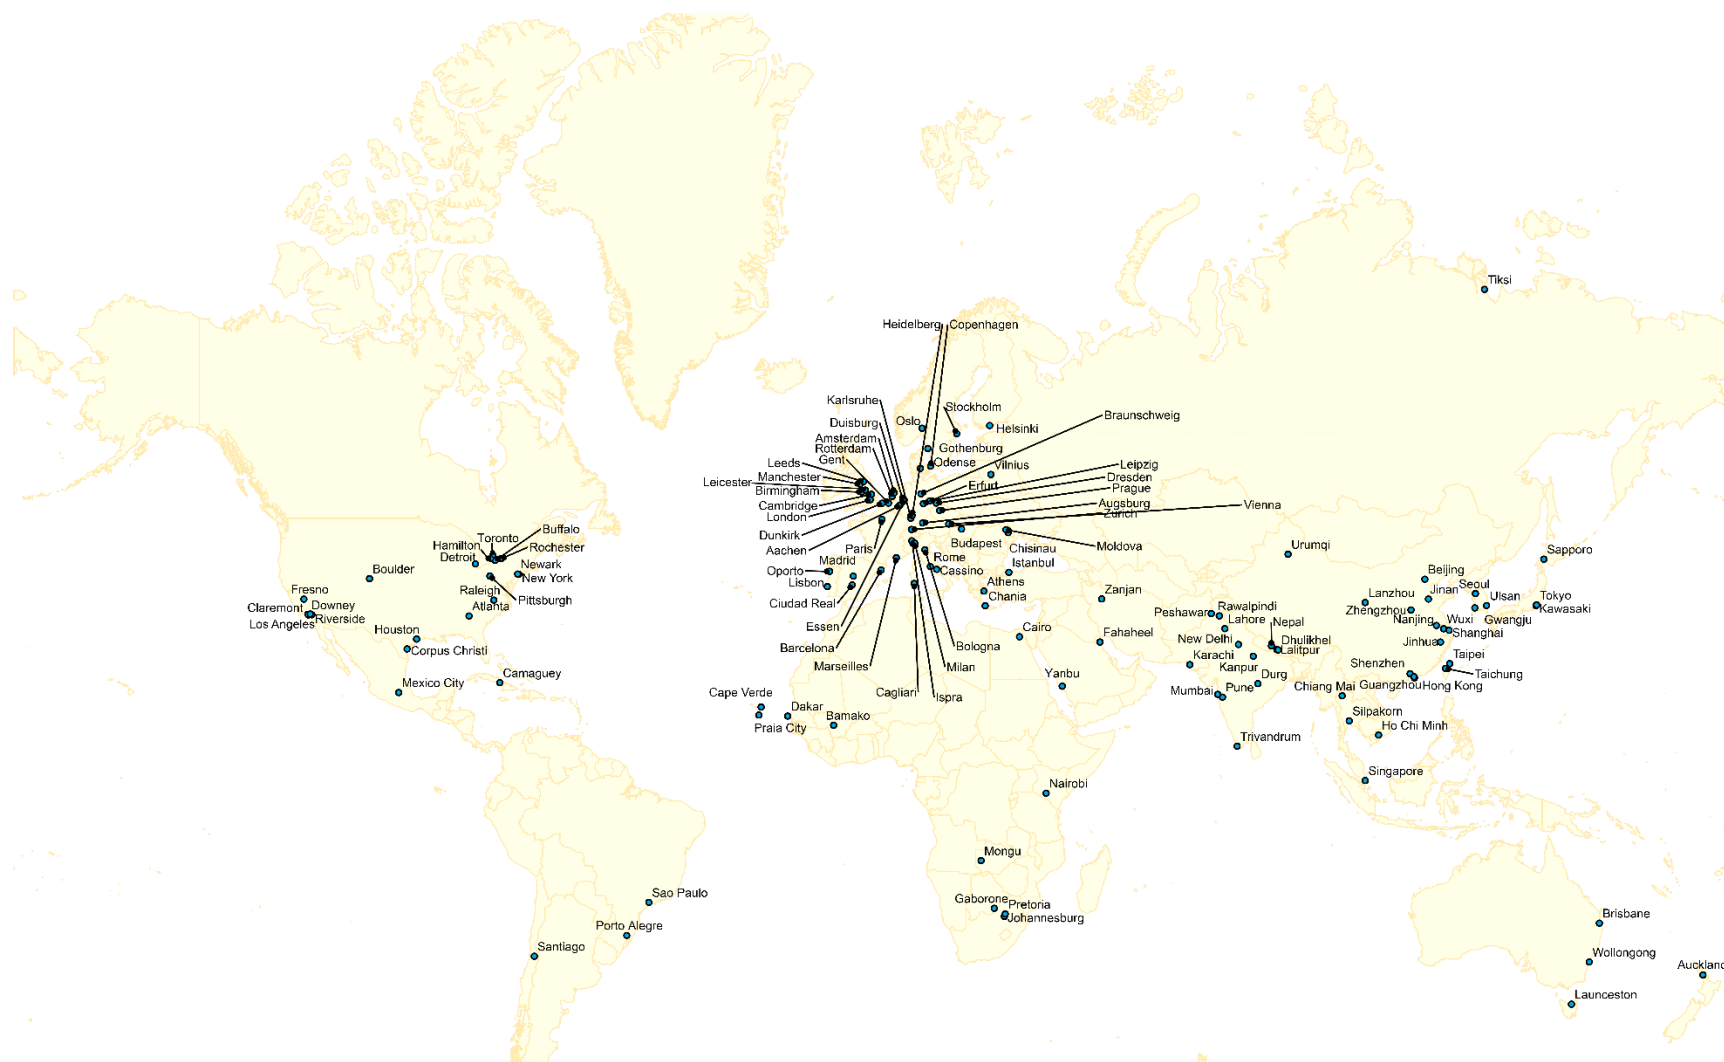 Tiksi
Heidelberg
Copenhagen
Karlsruhe
Stockholm
Braunschweig
Duisburg
Oslo
Helsinki
Amsterdam
Rotterdam
Gothenburg
Gent
Odense
Leeds
Vilnius
Leipzig
Manchester
Dresden
Leicester
Birmingham
Erfurt
Prague
Cambridge
Augsburg
Vienna
London
Zurich
Dunkirk
Aachen
Paris
Budapest
Chisinau
Moldova
Buffalo
Toronto
Hamilton
Rochester
Detroit
Newark
New York
Boulder
Raleigh
Pittsburgh
Atlanta
Fresno
Claremont
Downey
Los Angeles
Riverside
Houston
Corpus Christi
Mexico City
Camaguey
Madrid
Oporto
Lisbon
Ciudad Real
Rome
Cassino
Istanbul
Athens
Chania
Essen
Barcelona
Marseilles
Bologna
Milan
Cagliari
Ispra
Cairo
Zanjan
Fahaheel
Yanbu
Urumqi
Sapporo
Beijing
Lanzhou
Jinan
Seoul
Ulsan
Tokyo
Kawasaki
Zhengzhou
Gwangju
Nanjing
Wuxi
Shanghai
Jinhua
Peshawar
Rawalpindi
Lahore
Nepal
New Delhi
Dhulikhel
Lalitpur
Karachi
Kanpur
Durg
Mumbai
Pune
Trivandrum
Taipei
Taichung
Shenzhen
Guangzhou
Hong Kong
Chiang Mai
Silpakorn
Ho Chi Minh
Singapore
Cape Verde
Praia City
Dakar
Bamako
Nairobi
Mongu
Gaborone
Pretoria
Johannesburg
Sao Paulo
Porto Alegre
Santiago
Brisbane
Wollongong
Auckland
Launceston